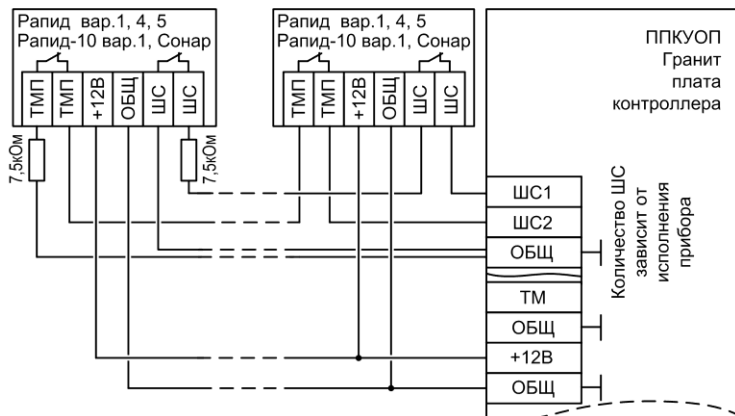 Рапид вар.1, 4, 5
Рапид-10 вар.1, Сонар
ТМП
ТМП
+12В
ОБЩ
ШС
ШС
7,5кОм
7,5кОм
Рапид вар.1, 4, 5
Рапид-10 вар.1, Сонар
ТМП
ТМП
+12В
ОБЩ
ШС
ШС
ППКУОП
Гранит
плата
контроллера
ШС1
ШС2
ОБЩ
ТМ
ОБЩ
+12В
ОБЩ
Количество ШС
зависит от
исполнения
прибора